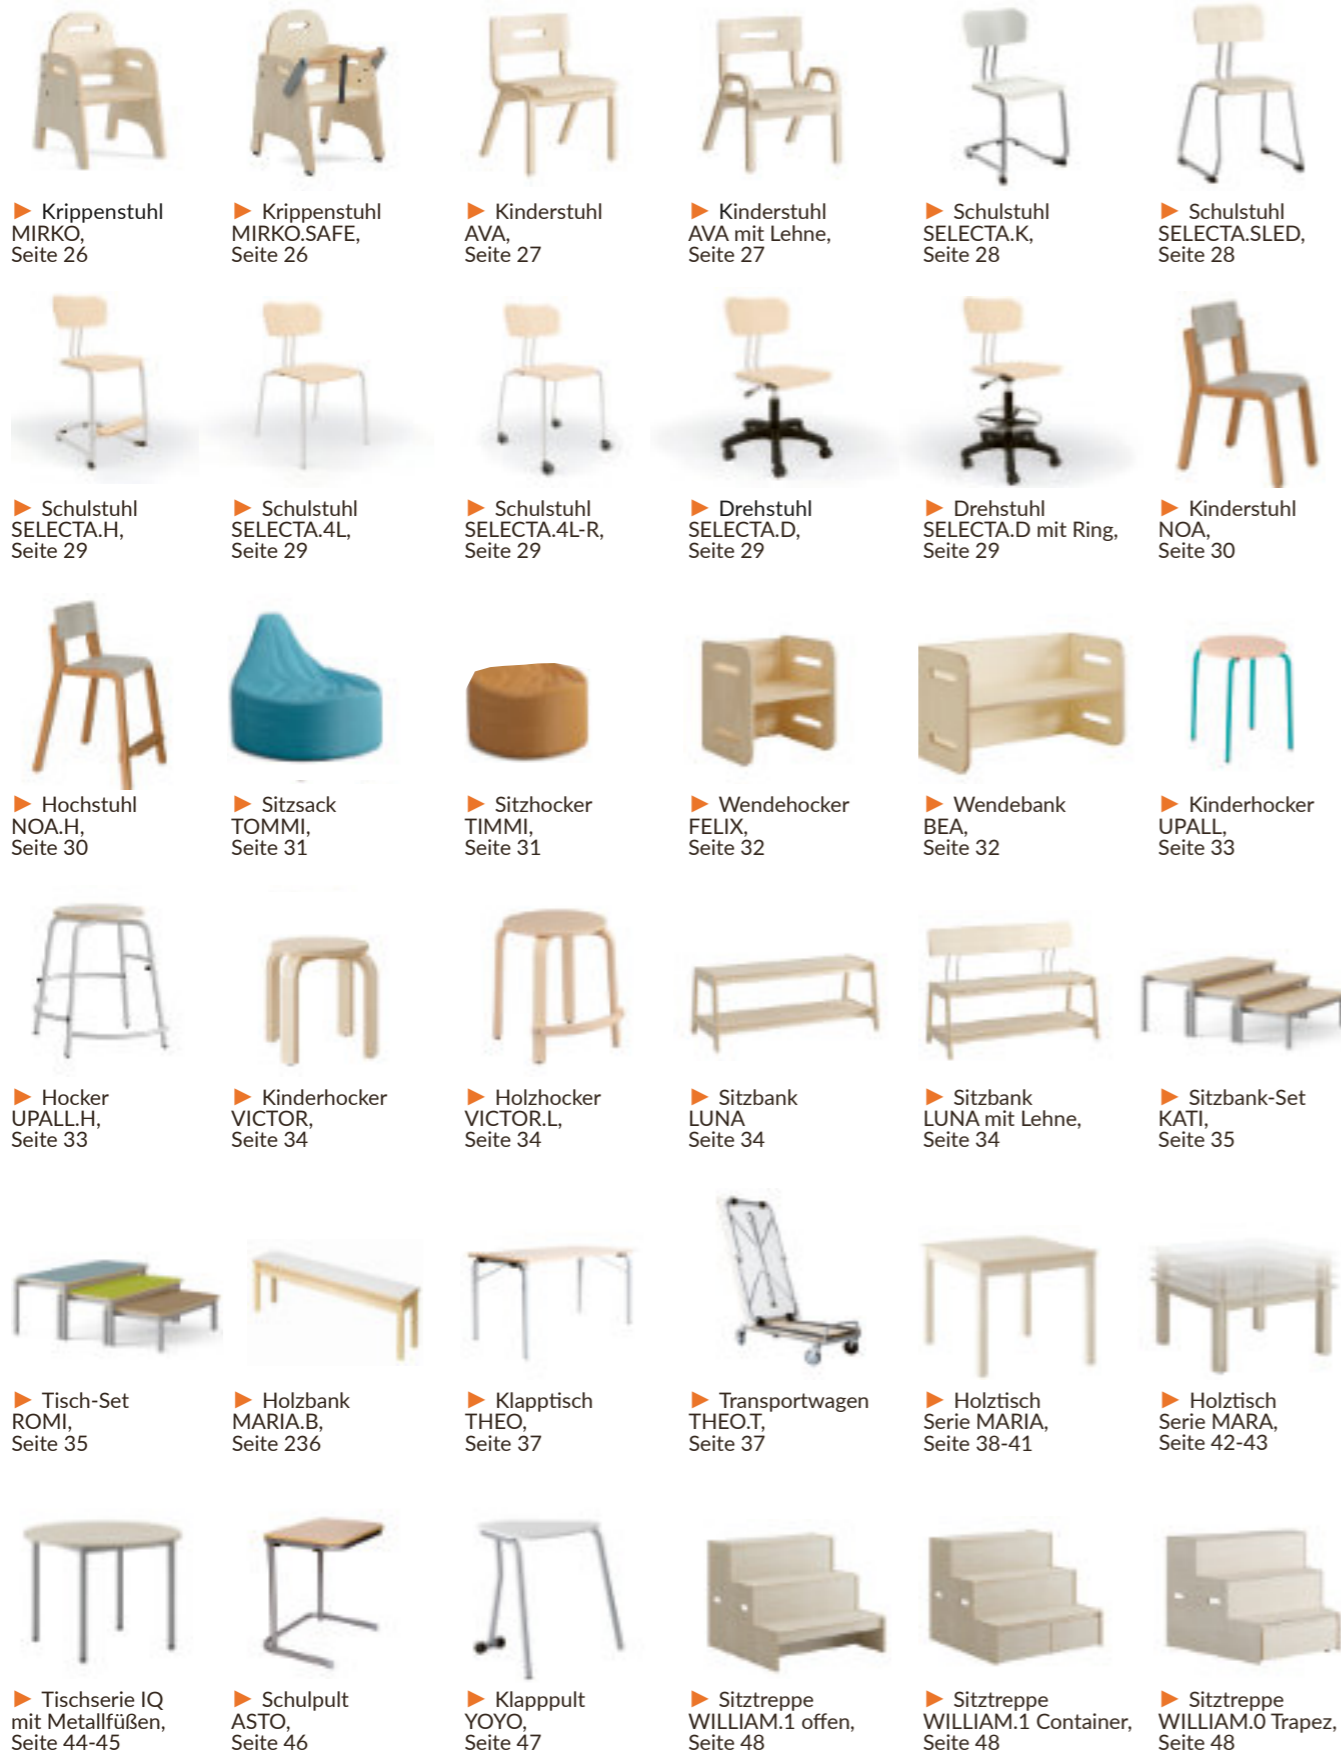 ► Krippenstuhl
MIRKO,
Seite 26
► Krippenstuhl
MIRKO.SAFE,
Seite 26
► Kinderstuhl
AVA,
Seite 27
► Kinderstuhl
AVA mit Lehne,
Seite 27
► Schulstuhl
SELECTA.K,
Seite 28
► Schulstuhl
SELECTA.SLED,
Seite 28
► Schulstuhl
SELECTA.H,
Seite 29
► Schulstuhl
SELECTA.4L,
Seite 29
► Schulstuhl
SELECTA.4L-R,
Seite 29
► Drehstuhl
SELECTA.D,
Seite 29
► Drehstuhl
SELECTA.D mit Ring,
Seite 29
► Kinderstuhl
NOA,
Seite 30
► Hochstuhl
NOA.H,
Seite 30
► Sitzsack
TOMMI,
Seite 31
► Sitzhocker
TIMMI,
Seite 31
► Wendehocker
FELIX,
Seite 32
► Wendebank
BEA,
Seite 32
► Kinderhocker
UPALL,
Seite 33
► Hocker
UPALL.H,
Seite 33
► Kinderhocker
VICTOR,
Seite 34
► Holzhocker
VICTOR.L,
Seite 34
► Sitzbank
LUNA
Seite 34
► Sitzbank
LUNA mit Lehne,
Seite 34
► Sitzbank-Set
KATI,
Seite 35
► Tisch-Set
ROMI,
Seite 35
► Holzbank
MARIA.B,
Seite 236
► Klapptisch
THEO,
Seite 37
► Transportwagen
THEO.T,
Seite 37
► Holztisch
Serie MARIA,
Seite 38-41
► Holztisch
Serie MARA,
Seite 42-43
► Tischserie IQ
mit Metallfüßen,
Seite 44-45
► Schulpult
ASTO,
Seite 46
► Klapppult
YOYO,
Seite 47
► Sitztreppe
WILLIAM.1 offen,
Seite 48
► Sitztreppe
WILLIAM.1 Container,
Seite 48
► Sitztreppe
WILLIAM.0 Trapez,
Seite 48